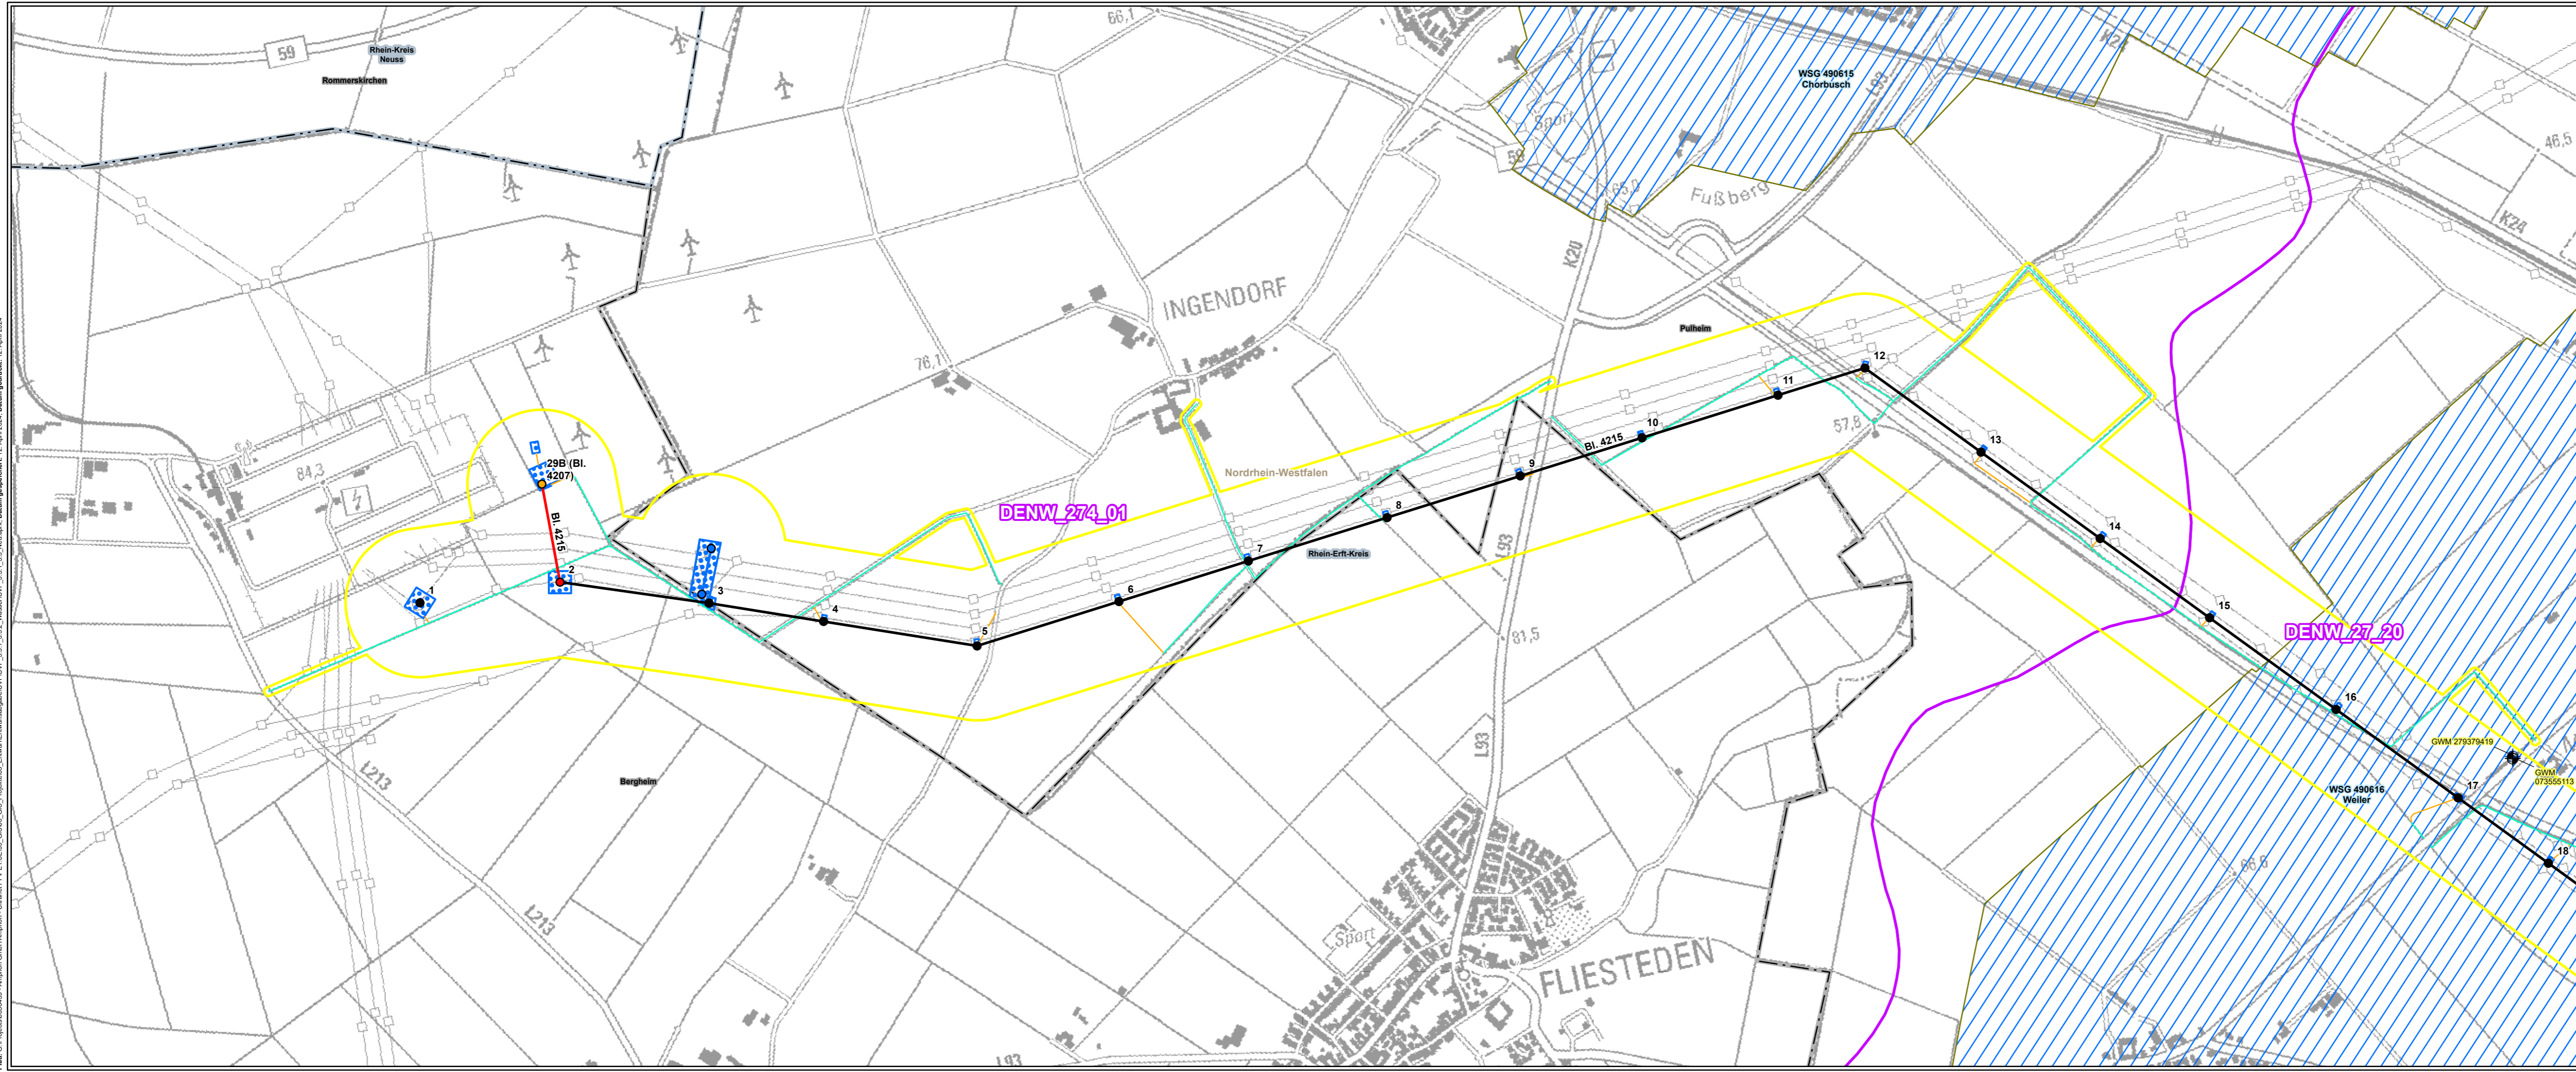 66,1
59
Rhein-Kreis
Neuss
Rommerskirchen
WSG 490615
Chorbusch
K24
L93
Sport
59
46,5
65,0
Fußberg
K24
K20
INGENDORF
Pulheim
76,1
12
11
57,8
10
Bl. 4215
13
84,3
29B (Bl.
4207)
Nordrhein-Westfalen
9
DENW_274_01
8
Bl. 4215
L93
14
7
Rhein-Erft-Kreis
2
1
3
6
4
15
5
81,5
DENW_27_20
16
L93
GWM 279379419
GWM
073555113
L213
Bergheim
17
WSG 490616
Weiler
18
66,6
L213
Sport
FLIESTEDEN
L93